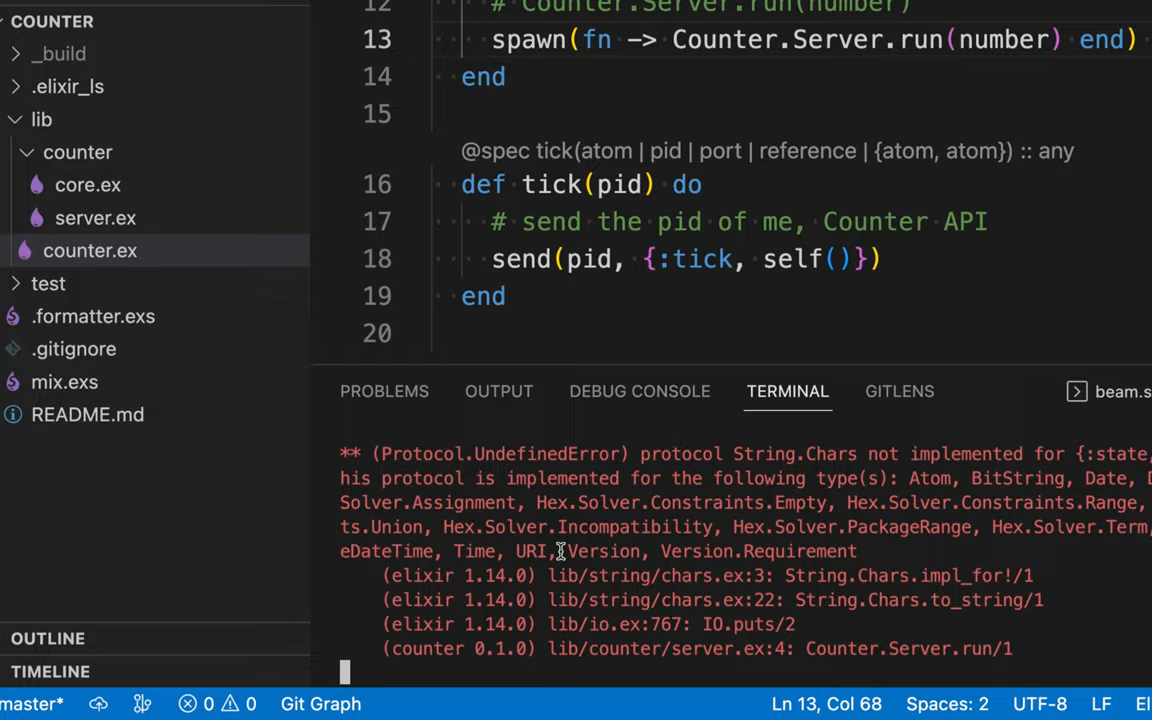 COUNTER
_build
.elixir_ls
lib
counter
core.ex
server.ex
counter.ex
test
.formatter.exs
.gitignore
mix.exs
README.md
OUTLINE
TIMELINE
12 # Counter.Server.run(number)
13 spawn(fn -> Counter.Server.run(number) end)
14 end
15
@spec tick(atom | pid | port | reference | {atom, atom}) :: any
16 def tick(pid) do
17 # send the pid of me, Counter API
18 send(pid, {:tick, self()})
19 end
20
PROBLEMS OUTPUT DEBUG CONSOLE TERMINAL GITLENS beam.s
** (Protocol.UndefinedError) protocol String.Chars not implemented for {:state,
his protocol is implemented for the following type(s): Atom, BitString, Date,
Solver.Assignment, Hex.Solver.Constraints.Empty, Hex.Solver.Constraints.Range,
ts.Union, Hex.Solver.Incompatibility, Hex.Solver.PackageRange, Hex.Solver.Term,
eDateTime, Time, URI, Version, Version.Requirement
(elixir 1.14.0) lib/string/chars.ex:3: String.Chars.impl_for!/1
(elixir 1.14.0) lib/string/chars.ex:22: String.Chars.to_string/1
(elixir 1.14.0) lib/io.ex:767: IO.puts/2
(counter 0.1.0) lib/counter/server.ex:4: Counter.Server.run/1
master* 0 0 Git Graph Ln 13, Col 68 Spaces: 2 UTF-8 LF El